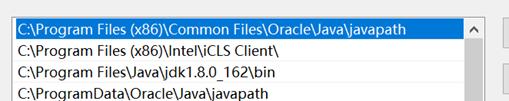 C:\Program Files (x86)\Common Files\Oracle\Java\javapath
C:\Program Files (x86)\Intel\iCLS Client\
C:\Program Files\Java\jdk1.8.0_162\bin
C:\ProgramData\Oracle\Java\javapath